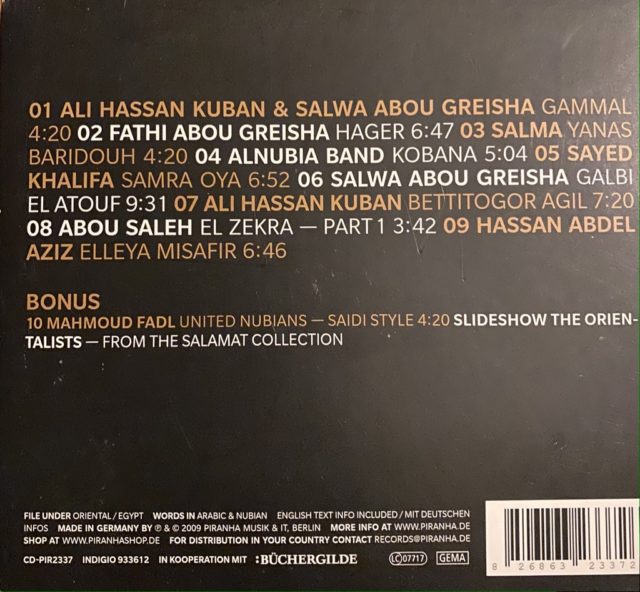 01 ALI HASSAN KUBAN & SALWA ABOU GREISHA GAMMAL
4:20 02 FATHI ABOU GREISHA HAGER 6:47 03 SALMA YANAS
BARIDOUH 4:20 04 ALNUBIA BAND KOBANA 5:04 05 SAYED
KHALIFA SAMRA OYA 6:52 06 SALWA ABOU GREISHA GALBI
EL ATOUF 9:31 07 ALI HASSAN KUBAN BETTITOGOR AGIL 7:20
08 ABOU SALEH EL ZEKRA — PART 1 3:42 09 HASSAN ABDEL
AZIZ ELLEYA MISAFIR 6:46
BONUS
10 MAHMOUD FADL UNITED NUBIANS — SAIDI STYLE 4:20 SLIDESHOW THE ORIEN-
TALISTS — FROM THE SALAMAT COLLECTION
FILE UNDER ORIENTAL / EGYPT WORDS IN ARABIC & NUBIAN ENGLISH TEXT INFO INCLUDED / MIT DEUTSCHEN
INFOS MADE IN GERMANY BY ℗ & © 2009 PIRANHA MUSIK & IT, BERLIN MORE INFO AT WWW.PIRANHA.DE
SHOP AT WWW.PIRANHASHOP.DE FOR DISTRIBUTION IN YOUR COUNTRY CONTACT RECORDS@PIRANHA.DE
CD-PIR2337 INDIGIO 933612 IN KOOPERATION MIT :BÜCHERGILDE LC 07717 GEMA
8 26863 23372